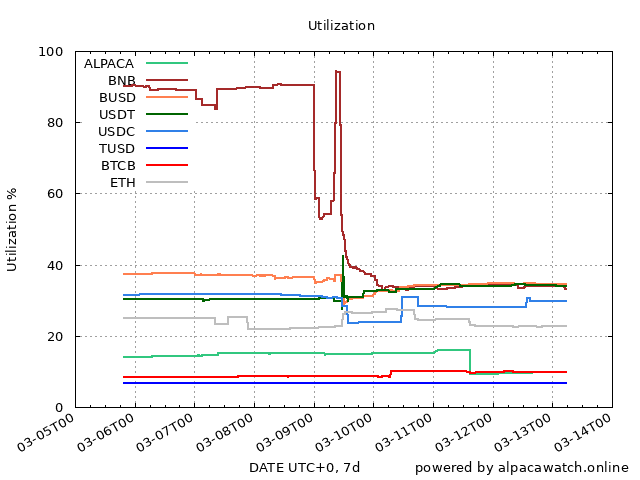 Utilization
100
80
60
40
20
0
Utilization %
ALPACA
BNB
BUSD
USDT
USDC
TUSD
BTCB
ETH
03-05T00
03-06T00
03-07T00
03-08T00
03-09T00
03-10T00
03-11T00
03-12T00
03-13T00
03-14T00
DATE UTC+0, 7d
powered by alpacawatch.online